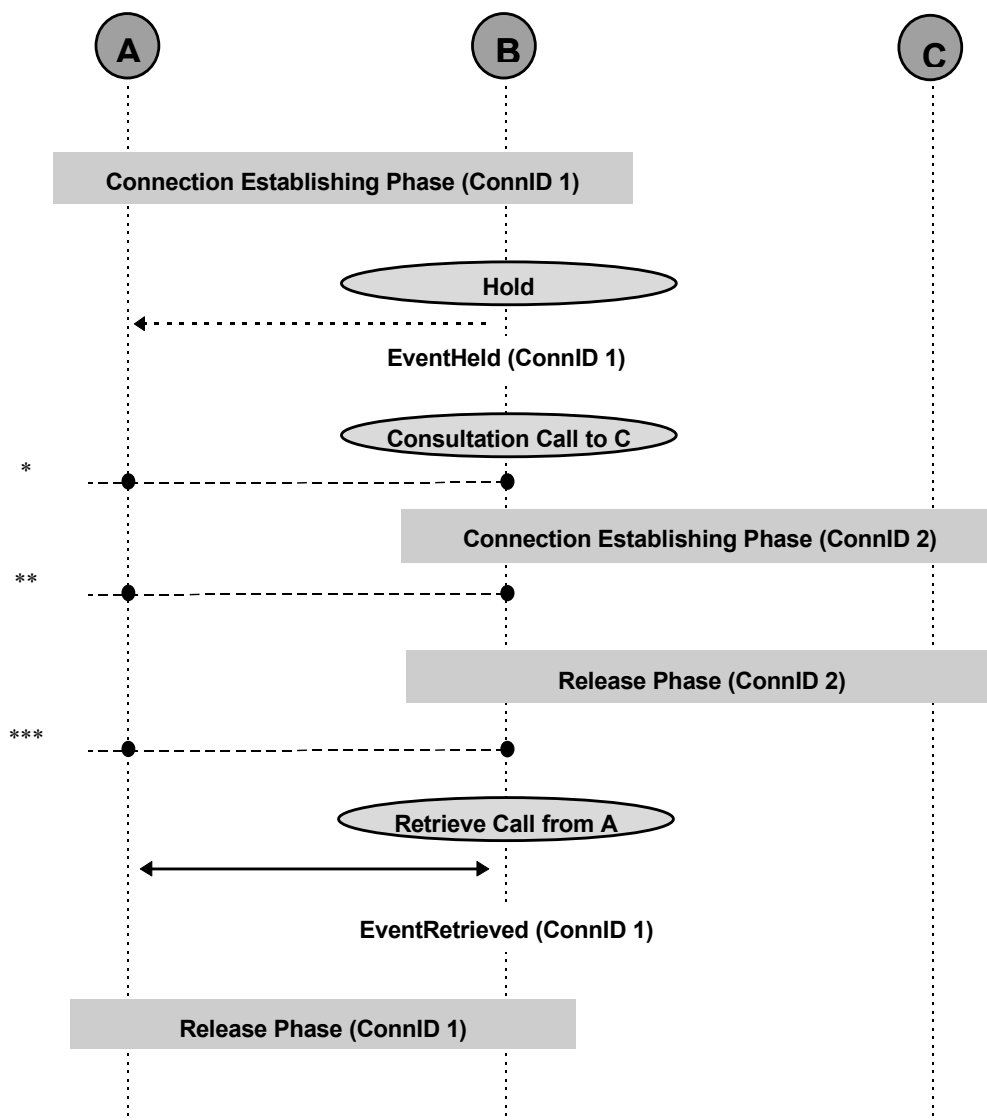 A B C
Connection Establishing Phase (ConnID 1)
Hold
EventHeld (ConnID 1)
Consultation Call to C
*
Connection Establishing Phase (ConnID 2)
**
Release Phase (ConnID 2)
***
Retrieve Call from A
EventRetrieved (ConnID 1)
Release Phase (ConnID 1)